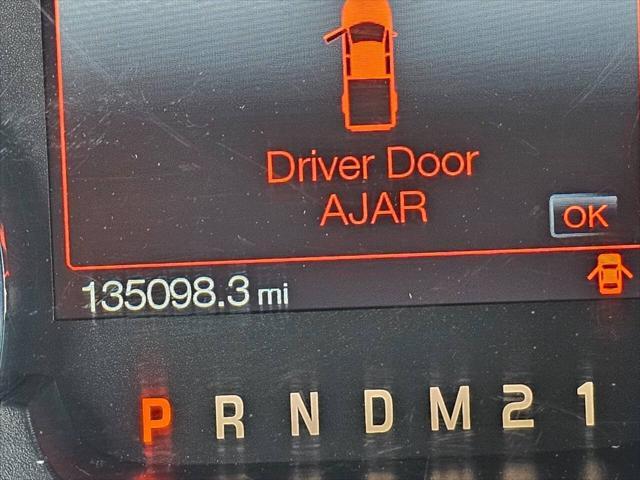 Driver Door
AJAR
OK
135098.3 mi
P R N D M 2 1